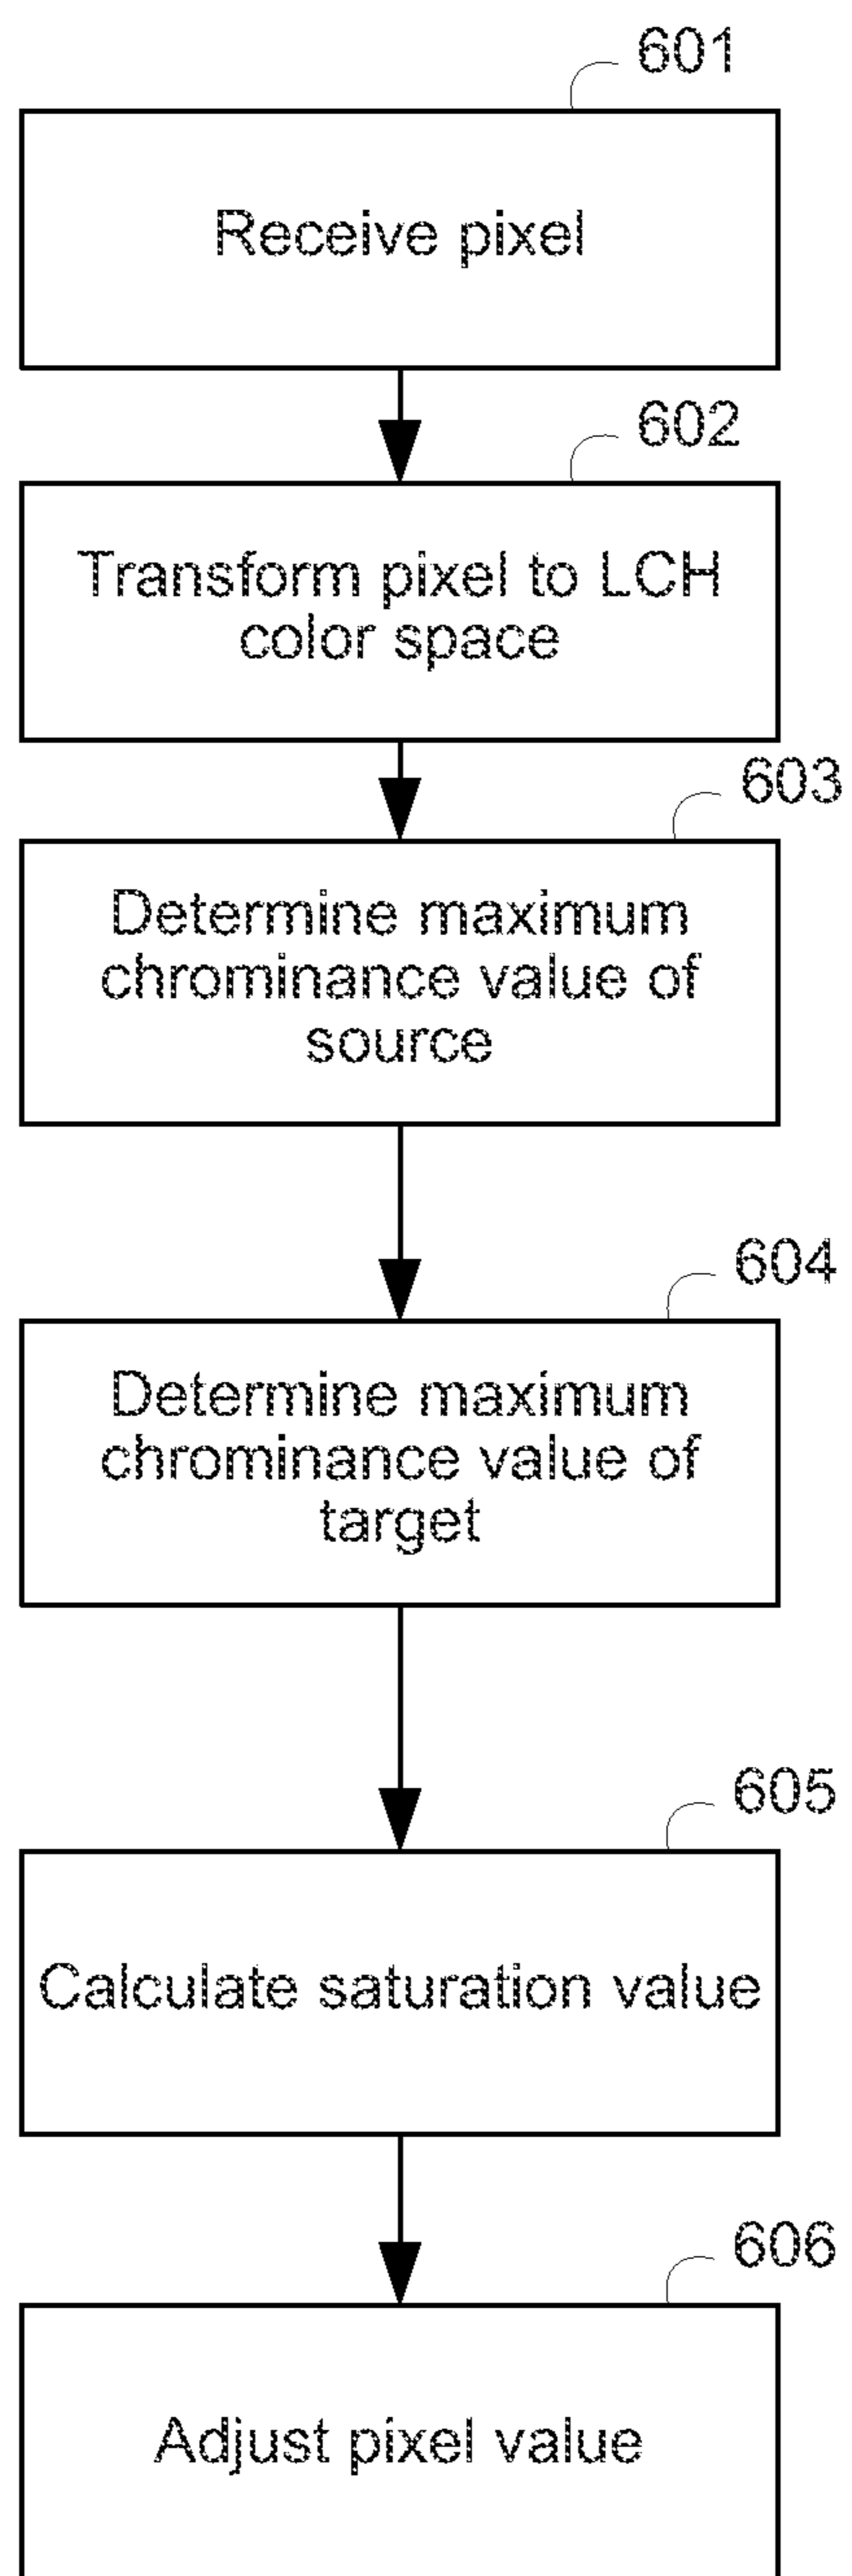 601
Receive pixel
602
Transform pixel to LCH
color space
603
Determine maximum
chrominance value of
source
604
Determine maximum
chrominance value of
target
605
Calculate saturation value
606
Adjust pixel value